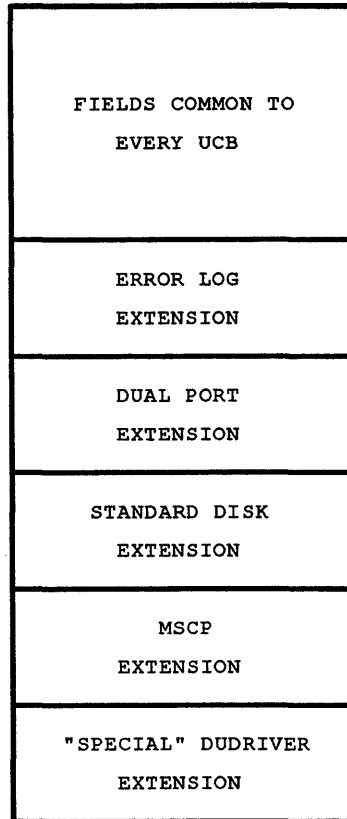 FIELDS COMMON TO
EVERY UCB
ERROR LOG
EXTENSION
DUAL PORT
EXTENSION
STANDARD DISK
EXTENSION
MSCP
EXTENSION
"SPECIAL" DUDRIVER
EXTENSION